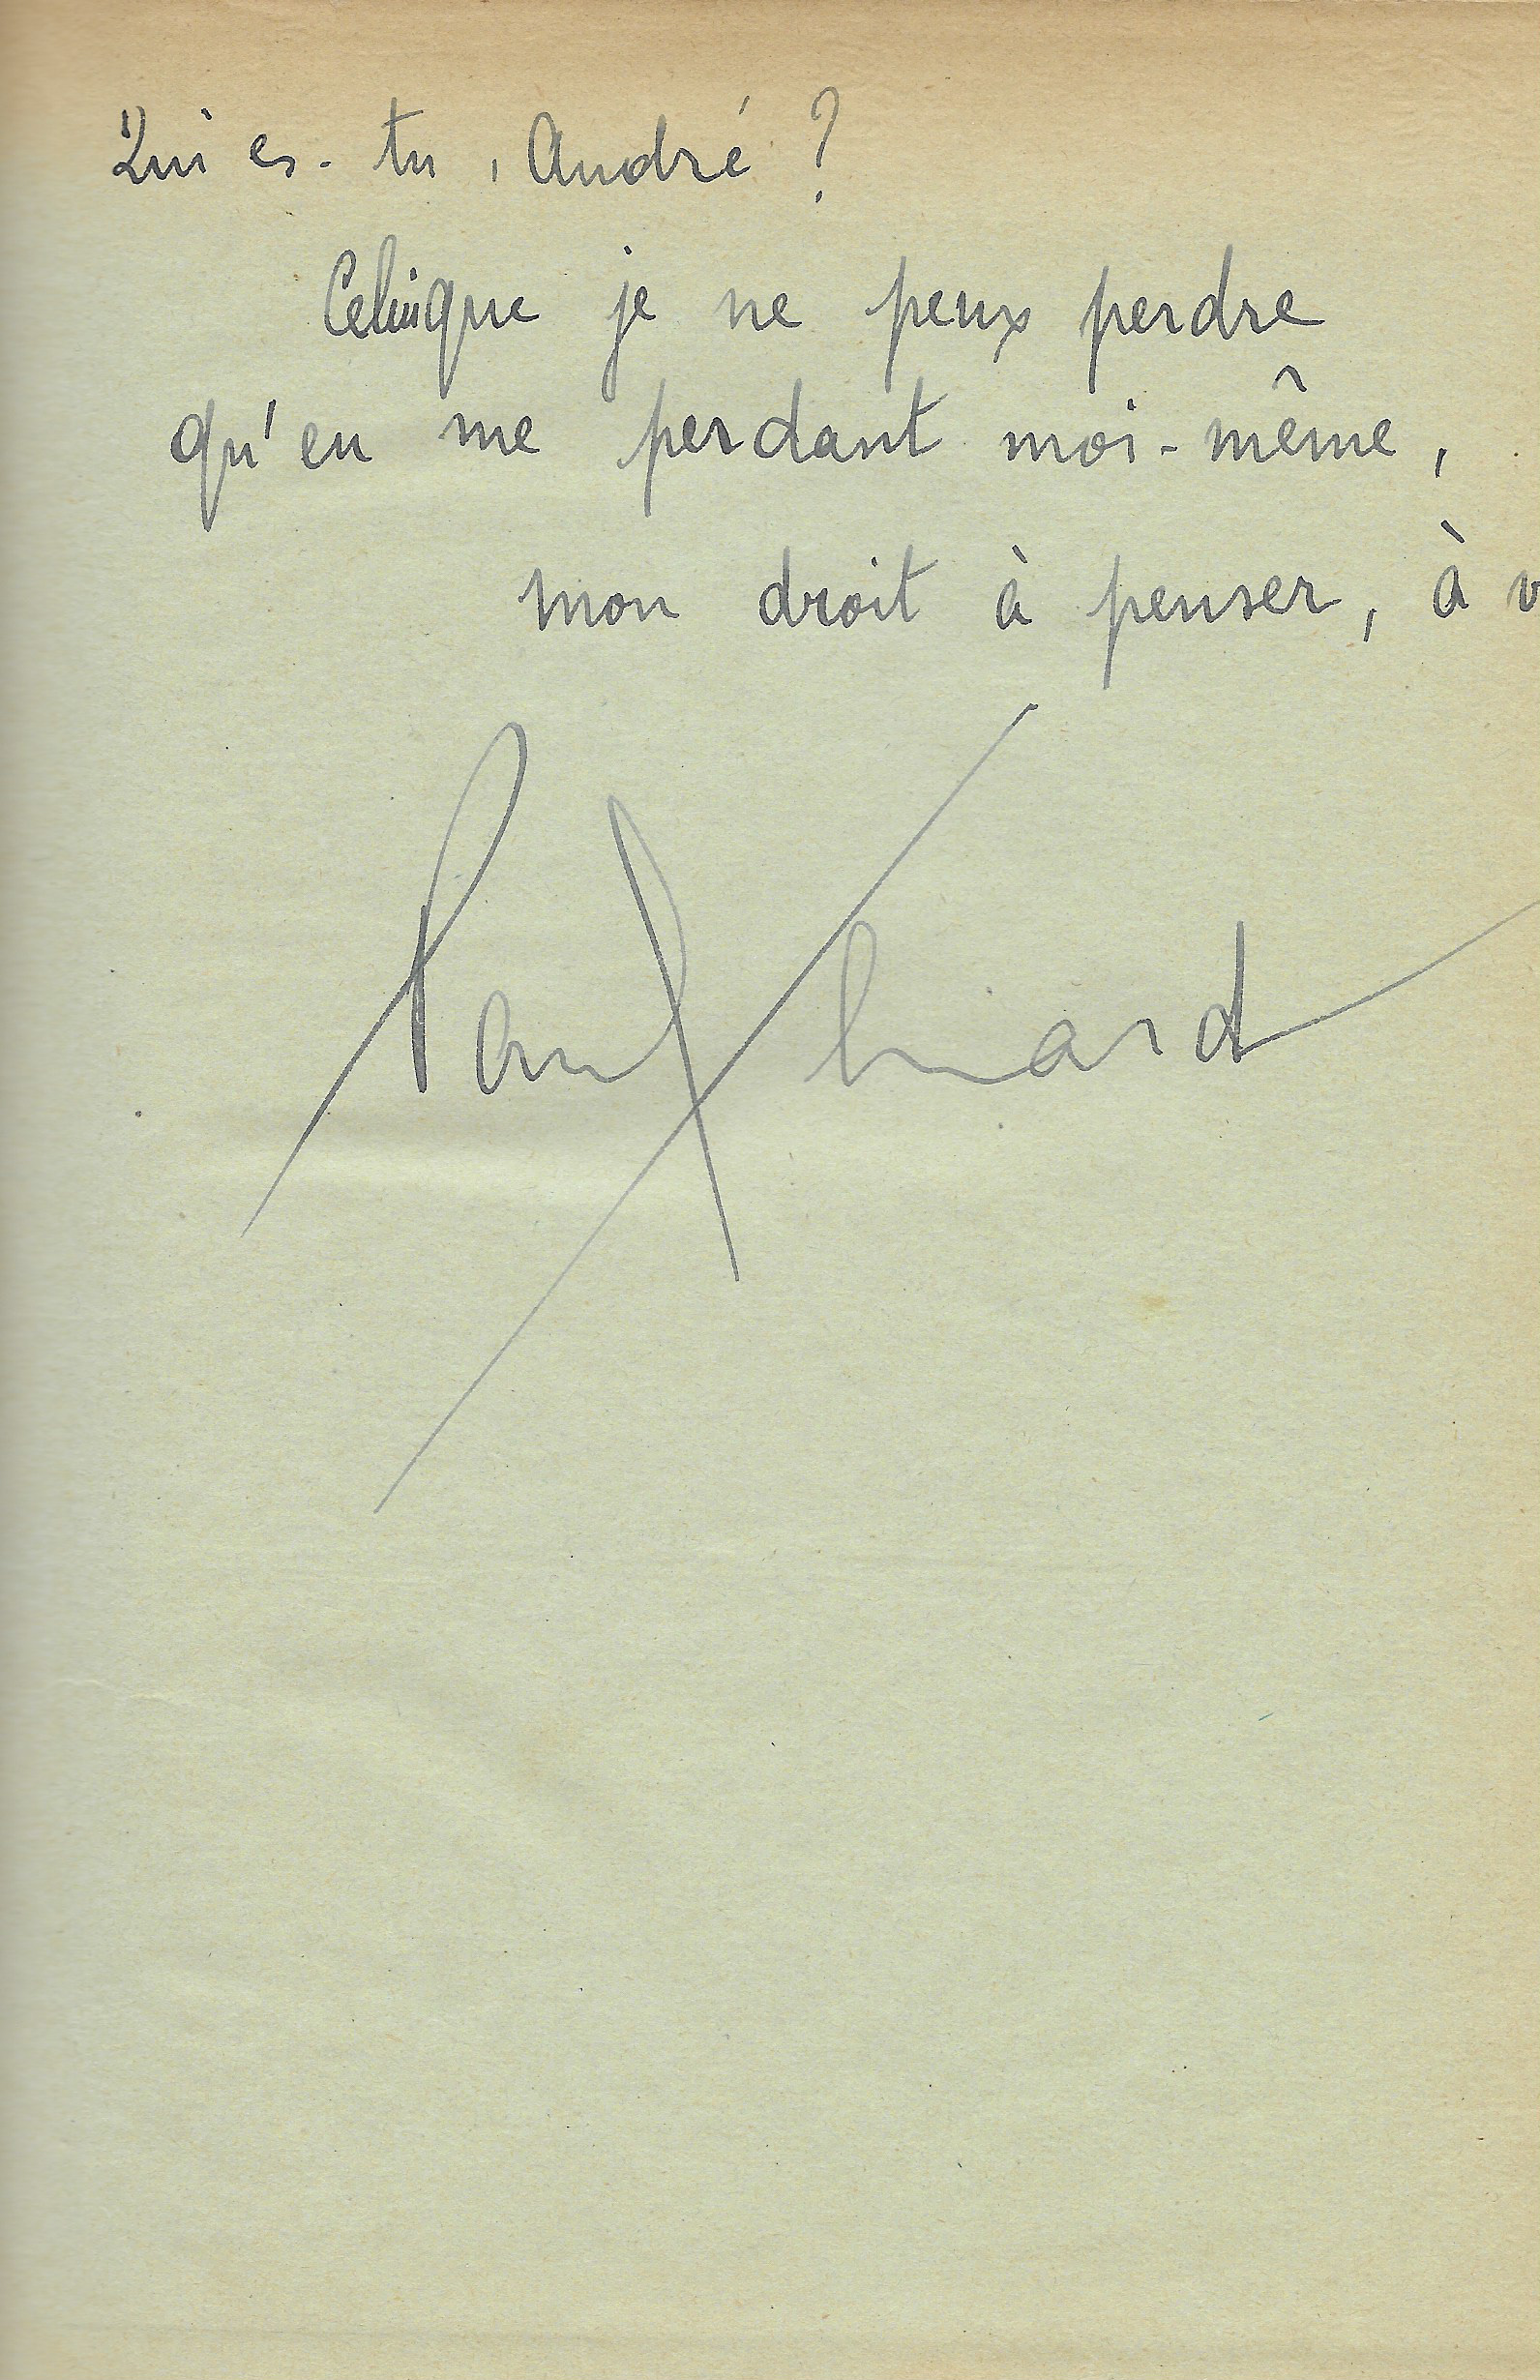 Qui es-tu, André ?
Celui que je ne peux perdre
qu'en me perdant moi-même,
mon droit à penser, à v
Paul Eluard